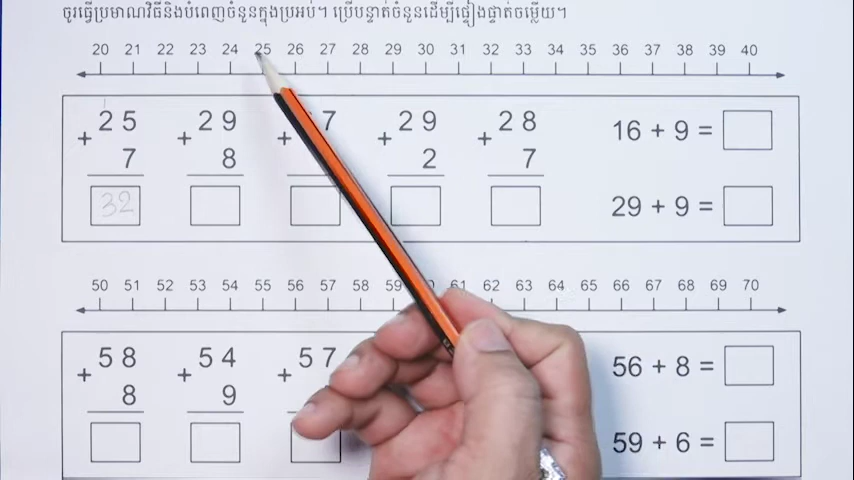 ចូរធ្វើប្រមាណវិធីនិងបំពេញចំនួនក្នុងប្រអប់។ ប្រើបន្ទាត់ចំនួនដើម្បីផ្ទៀងផ្ទាត់ចម្លើយ។
20 21 22 23 24 25 26 27 28 29 30 31 32 33 34 35 36 37 38 39 40
25 29 7 29 28 16 + 9 =
+ + + + +
7 8 2 7
32 29 + 9 =
50 51 52 53 54 55 56 57 58 59 61 62 63 64 65 66 67 68 69 70
58 54 57 56 + 8 =
+ + +
8 9
59 + 6 =